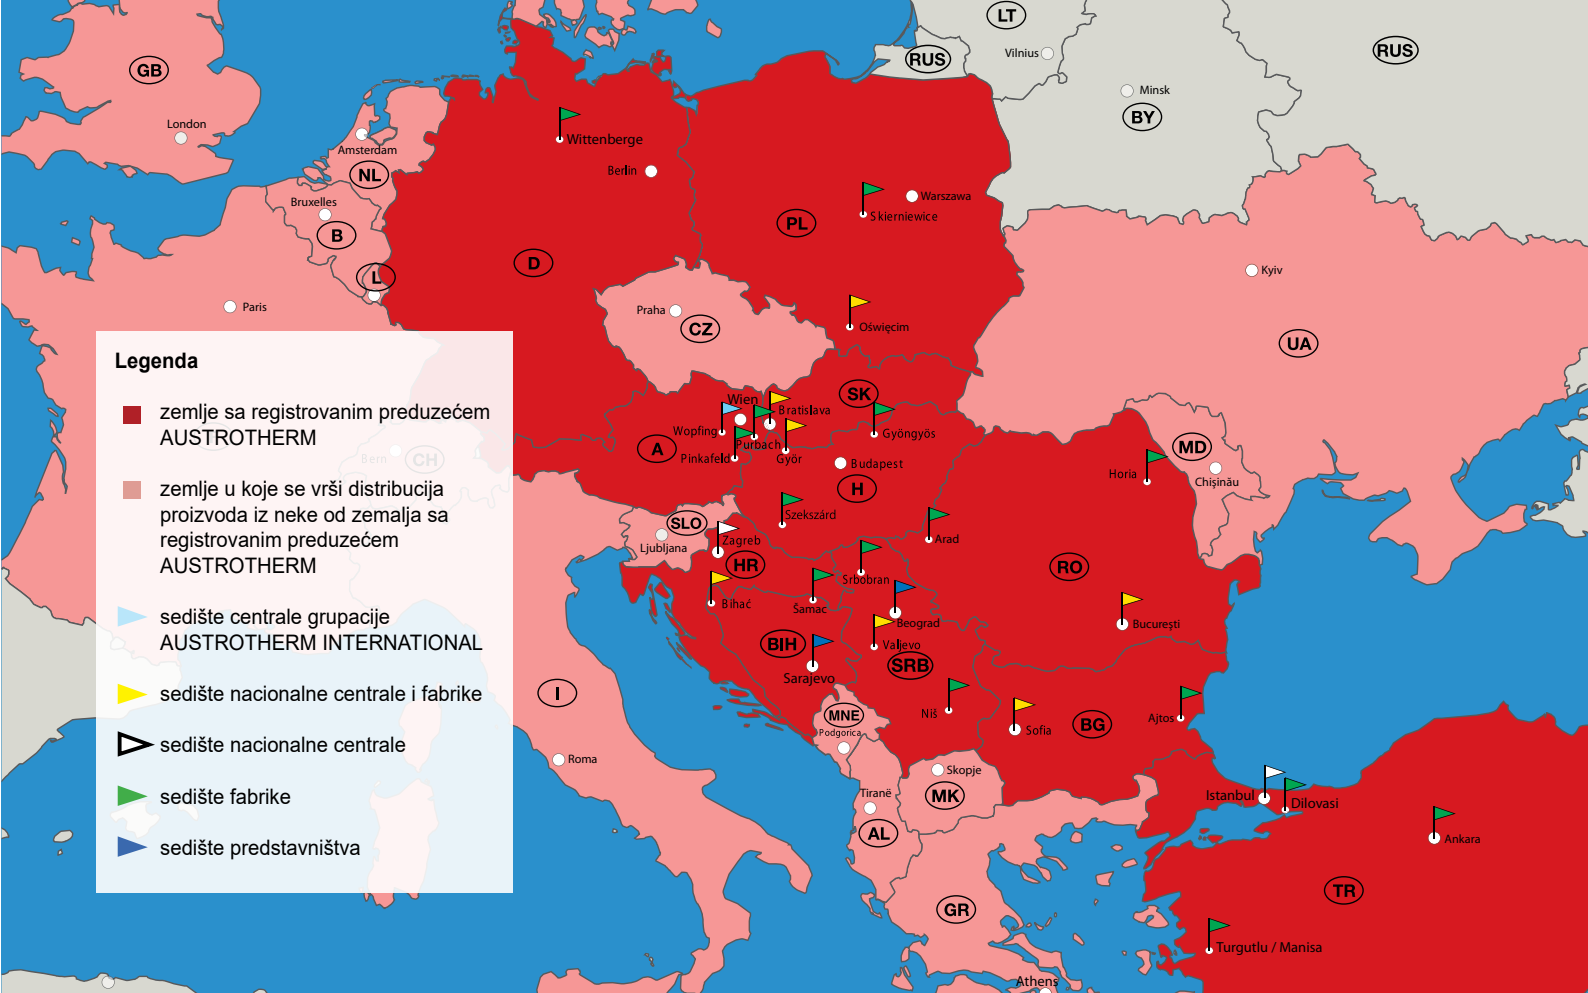 LT
GB
RUS
RUS
Vilnius
Minsk
BY
London
Wittenberge
Amsterdam
NL
Berlin
Warszawa
Skierniewice
Bruxelles
B
PL
D
L
Kyiv
Paris
Praha
CZ
Oświęcim
UA
Legenda
zemlje sa registrovanim preduzećem
AUSTROTHERM
zemlje u koje se vrši distribucija
proizvoda iz neke od zemalja sa
registrovanim preduzećem
AUSTROTHERM
sedište centrale grupacije
AUSTROTHERM INTERNATIONAL
sedište nacionalne centrale i fabrike
sedište nacionalne centrale
sedište fabrike
sedište predstavništva
Bern
CH
SK
Wien
Bratislava
Wopfing
Purbach
Gyöngyös
A
Pinkafeld
Györ
Budapest
H
MD
Horia
Chişinău
Szekszárd
SLO
Ljubljana
Zagreb
HR
Arad
RO
Srbobran
Bihać
Šamac
Beograd
Bucureşti
BIH
Valjevo
SRB
Sarajevo
I
MNE
Podgorica
Niš
Sofia
BG
Ajtos
Roma
Skopje
MK
Tiranë
AL
Istanbul
Dilovasi
Ankara
TR
GR
Turgutlu / Manisa
Athens